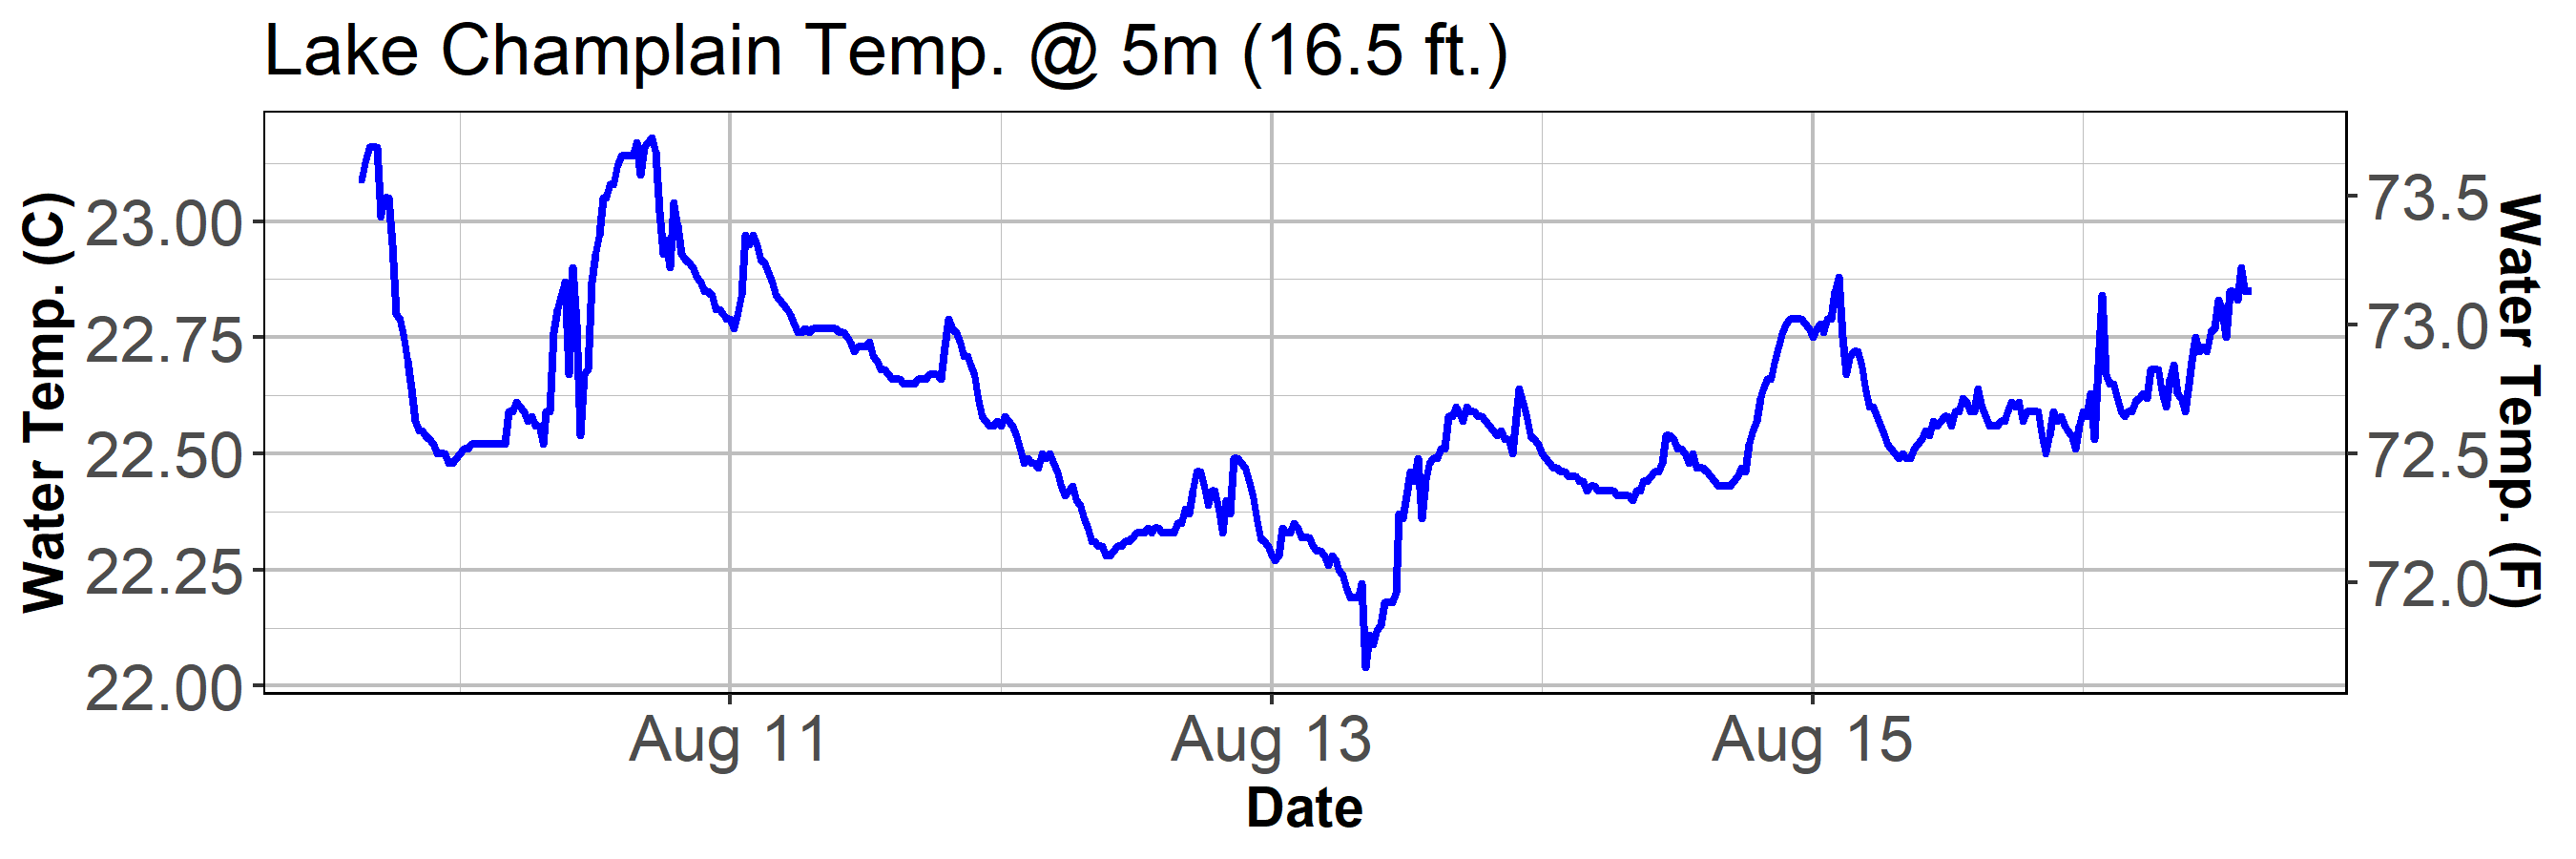 Lake Champlain Temp. @ 5m (16.5 ft.)
Water Temp. (C)
23.00
22.75
22.50
22.25
22.00
73.5
73.0
72.5
72.0
Water Temp. (F)
Aug 11
Aug 13
Aug 15
Date